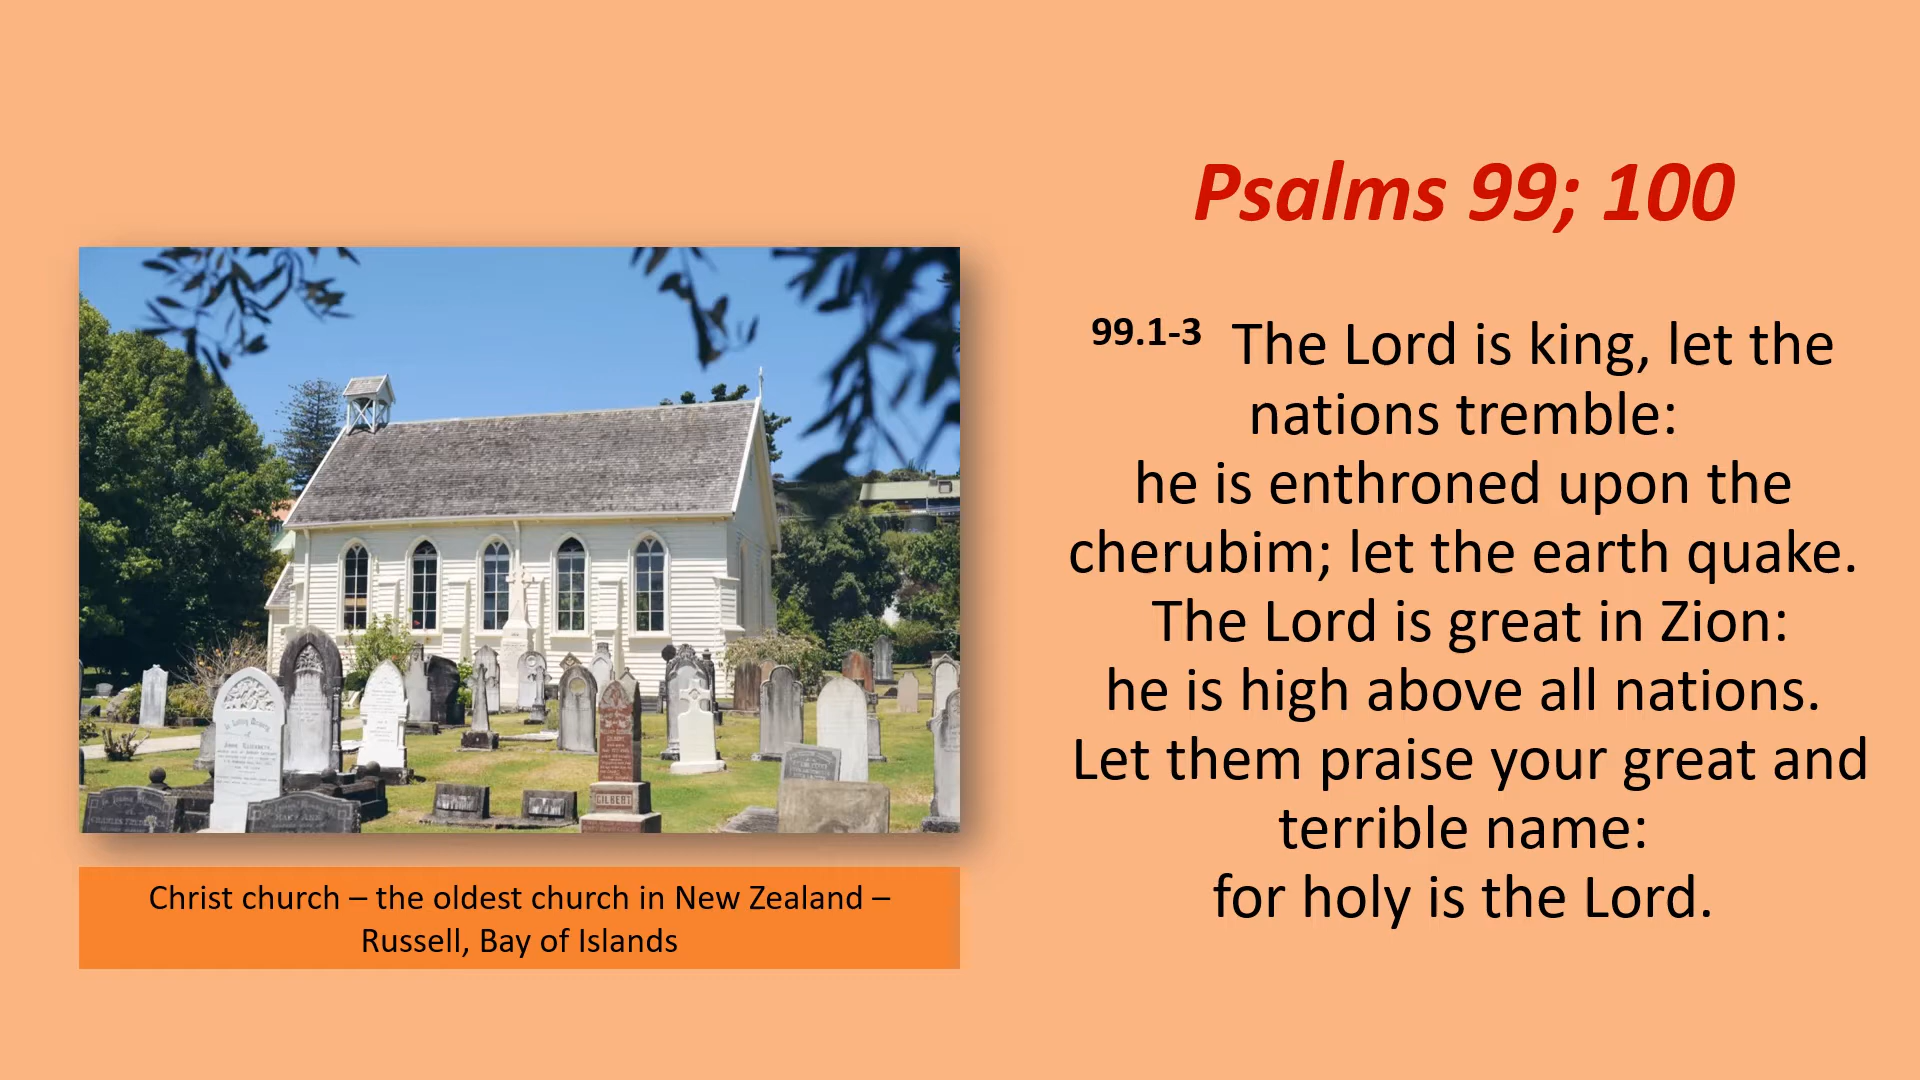 Psalms 99; 100
99.1-3 The Lord is king, let the
nations tremble:
he is enthroned upon the
cherubim; let the earth quake.
The Lord is great in Zion:
he is high above all nations.
Let them praise your great and
terrible name:
for holy is the Lord.
GILBERT
Christ church – the oldest church in New Zealand –
Russell, Bay of Islands